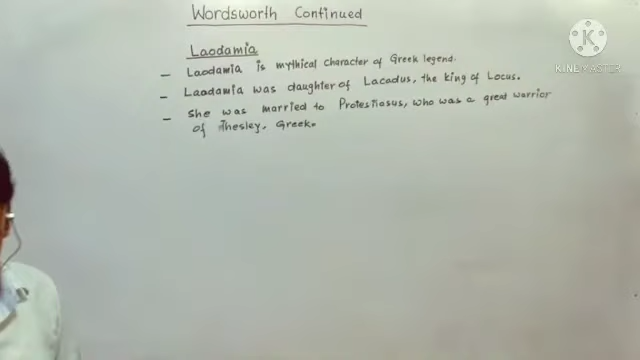 Wordsworth Continued
KINEMASTER
Laodamia
- Laodamia is mythical character of Greek legend.
- Laodamia was daughter of Lacadus, the king of Locus.
- She was married to Protestiosus, who was a great warrior
of Thesley, Greek.